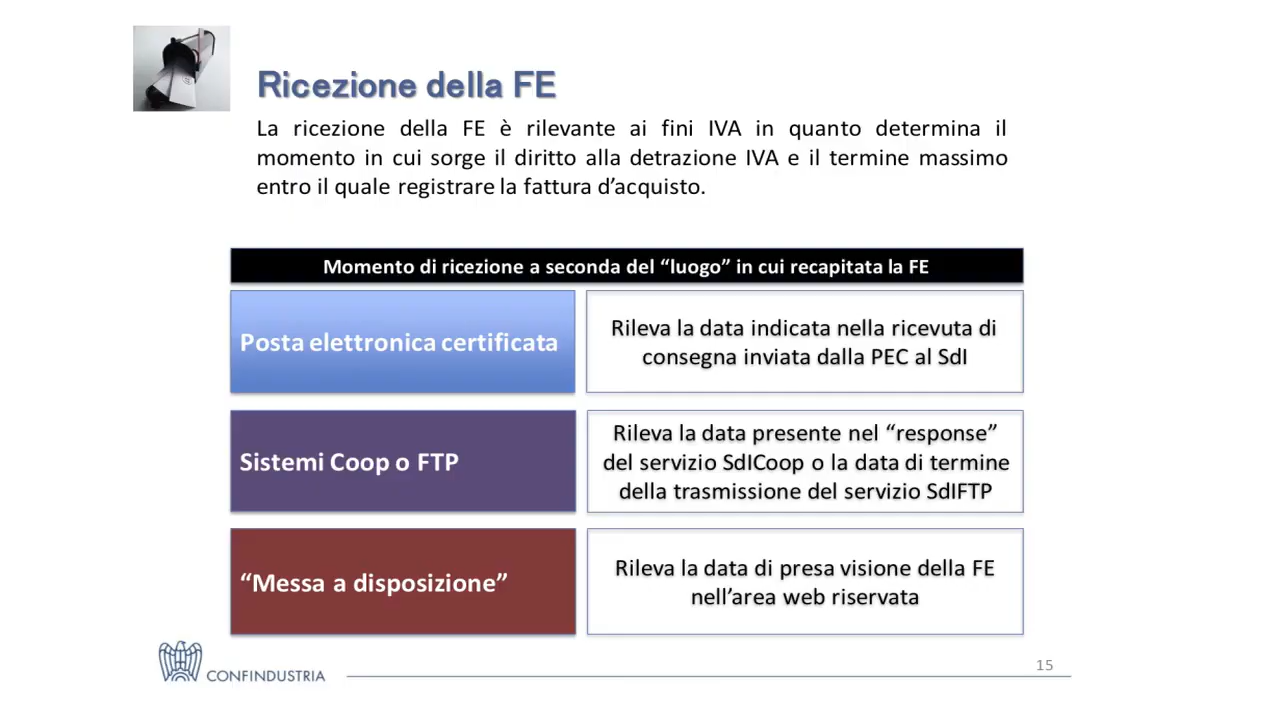 Ricezione della FE
La ricezione della FE è rilevante ai fini IVA in quanto determina il
momento in cui sorge il diritto alla detrazione IVA e il termine massimo
entro il quale registrare la fattura d’acquisto.
Momento di ricezione a seconda del “luogo” in cui recapitata la FE
Posta elettronica certificata
Rileva la data indicata nella ricevuta di
consegna inviata dalla PEC al SdI
Sistemi Coop o FTP
Rileva la data presente nel “response”
del servizio SdICoop o la data di termine
della trasmissione del servizio SdIFTP
“Messa a disposizione”
Rileva la data di presa visione della FE
nell’area web riservata
CONFINDUSTRIA
15